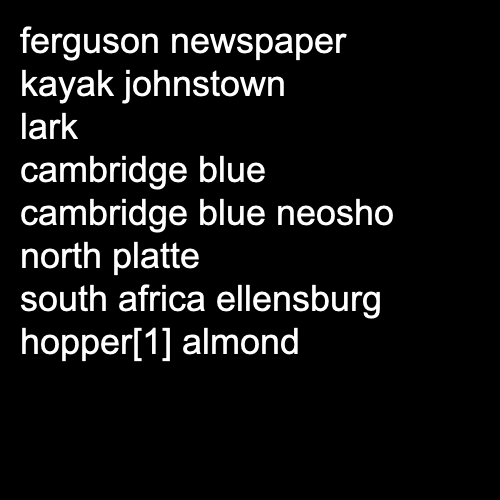 ferguson newspaper
kayak johnstown
lark
cambridge blue
cambridge blue neosho
north platte
south africa ellensburg
hopper[1] almond